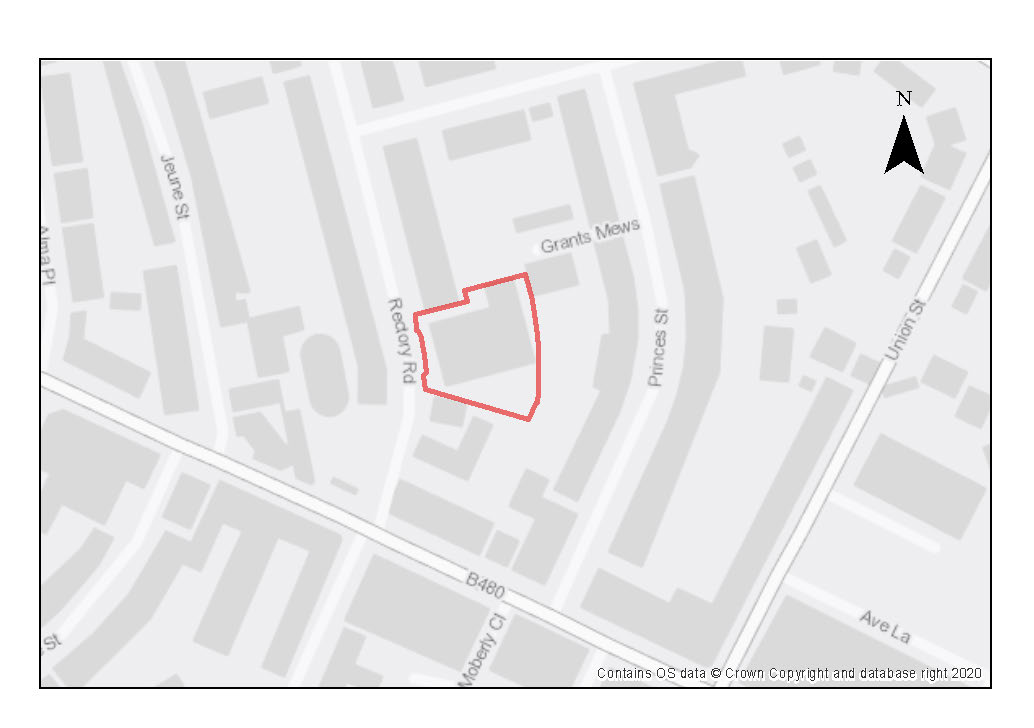 N
Jeune St
Alma Pl
Grants Mews
Rectory Rd
Princes St
Union St
B480
Ave La
Moberly Cl
St
Contains OS data © Crown Copyright and database right 2020